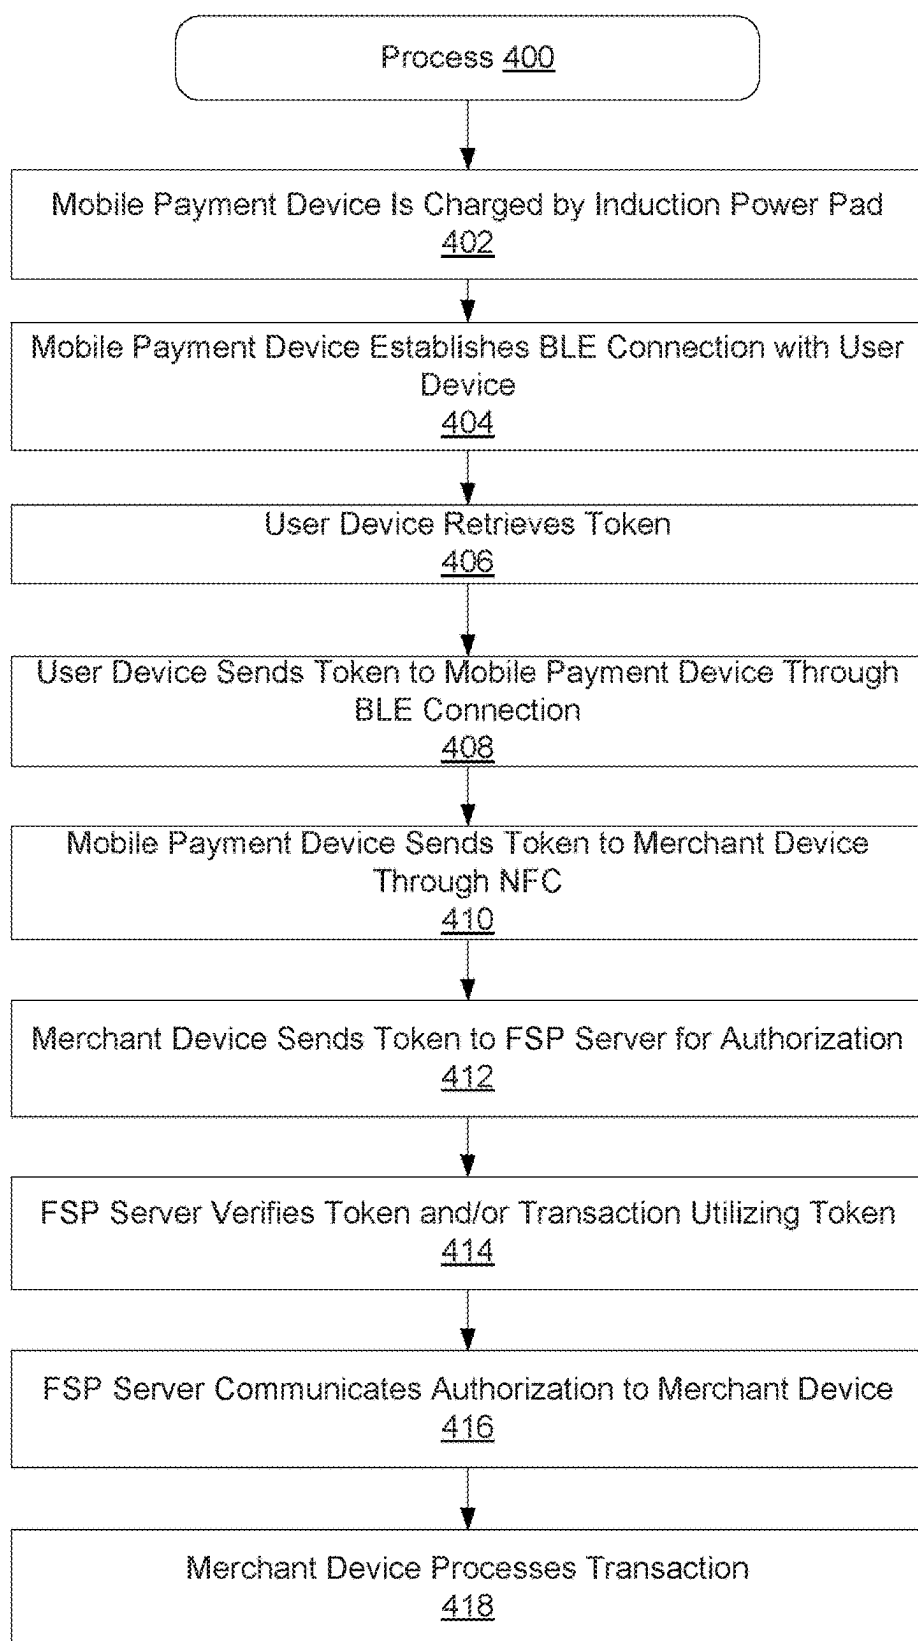 Process 400
Mobile Payment Device Is Charged by Induction Power Pad
402
Mobile Payment Device Establishes BLE Connection with User
Device
404
User Device Retrieves Token
406
User Device Sends Token to Mobile Payment Device Through
BLE Connection
408
Mobile Payment Device Sends Token to Merchant Device
Through NFC
410
Merchant Device Sends Token to FSP Server for Authorization
412
FSP Server Verifies Token and/or Transaction Utilizing Token
414
FSP Server Communicates Authorization to Merchant Device
416
Merchant Device Processes Transaction
418